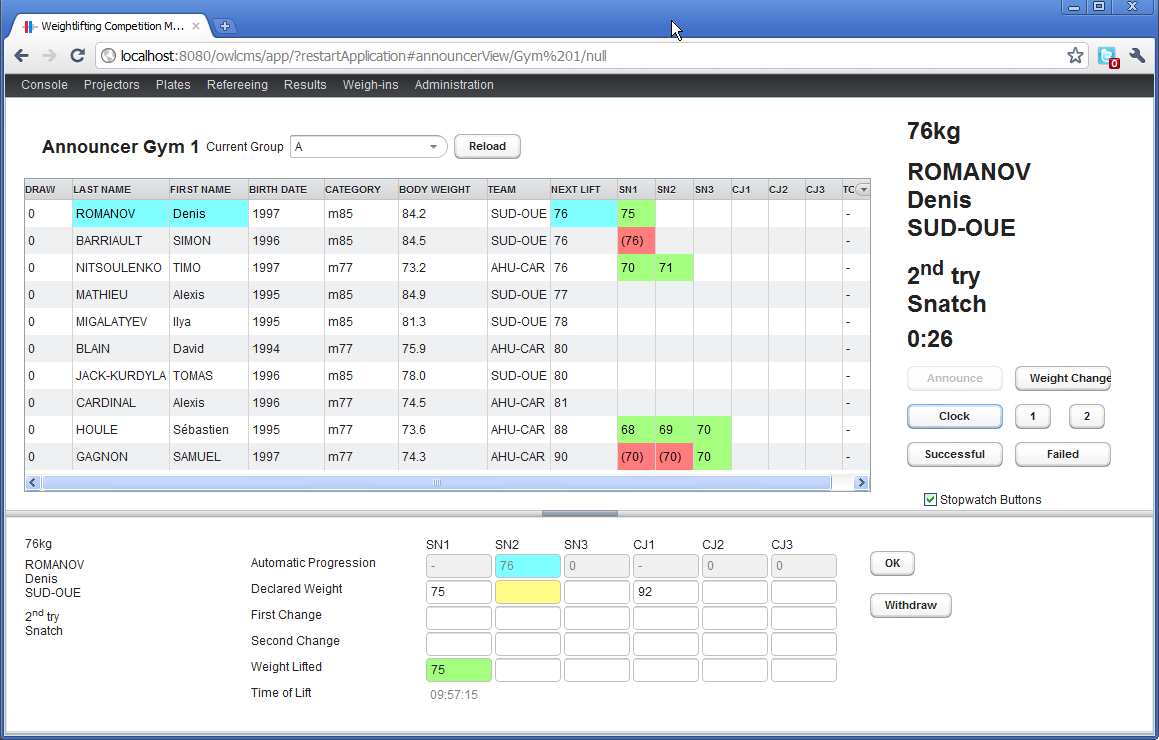 Weightlifting Competition M...
localhost:8080/owlcms/app/?restartApplication#announcerView/Gym%201/null
0
Console Projectors Plates Refereeing Results Weigh-ins Administration
Announcer Gym 1 Current Group A Reload
DRAW LAST NAME FIRST NAME BIRTH DATE CATEGORY BODY WEIGHT TEAM NEXT LIFT SN1 SN2 SN3 CJ1 CJ2 CJ3 TO
0 ROMANOV Denis 1997 m85 84.2 SUD-OUE 76 75 -
0 BARRIAULT SIMON 1996 m85 84.5 SUD-OUE 76 (76) -
0 NITSOULENKO TIMO 1997 m77 73.2 AHU-CAR 76 70 71 -
0 MATHIEU Alexis 1995 m85 84.9 SUD-OUE 77 -
0 MIGALATYEV Ilya 1995 m85 81.3 SUD-OUE 78 -
0 BLAIN David 1994 m77 75.9 AHU-CAR 80 -
0 JACK-KURDYLA TOMAS 1996 m85 78.0 SUD-OUE 80 -
0 CARDINAL Alexis 1996 m77 74.5 AHU-CAR 81 -
0 HOULE Sébastien 1995 m77 73.6 AHU-CAR 88 68 69 70 -
0 GAGNON SAMUEL 1997 m77 74.3 AHU-CAR 90 (70) (70) 70 -
76kg
ROMANOV
Denis
SUD-OUE
2nd try
Snatch
0:26
Announce Weight Change
Clock 1 2
Successful Failed
Stopwatch Buttons
76kg
ROMANOV
Denis
SUD-OUE
2nd try
Snatch
SN1 SN2 SN3 CJ1 CJ2 CJ3
Automatic Progression - 76 0 - 0 0
Declared Weight 75 92
First Change
Second Change
Weight Lifted 75
Time of Lift 09:57:15
OK
Withdraw